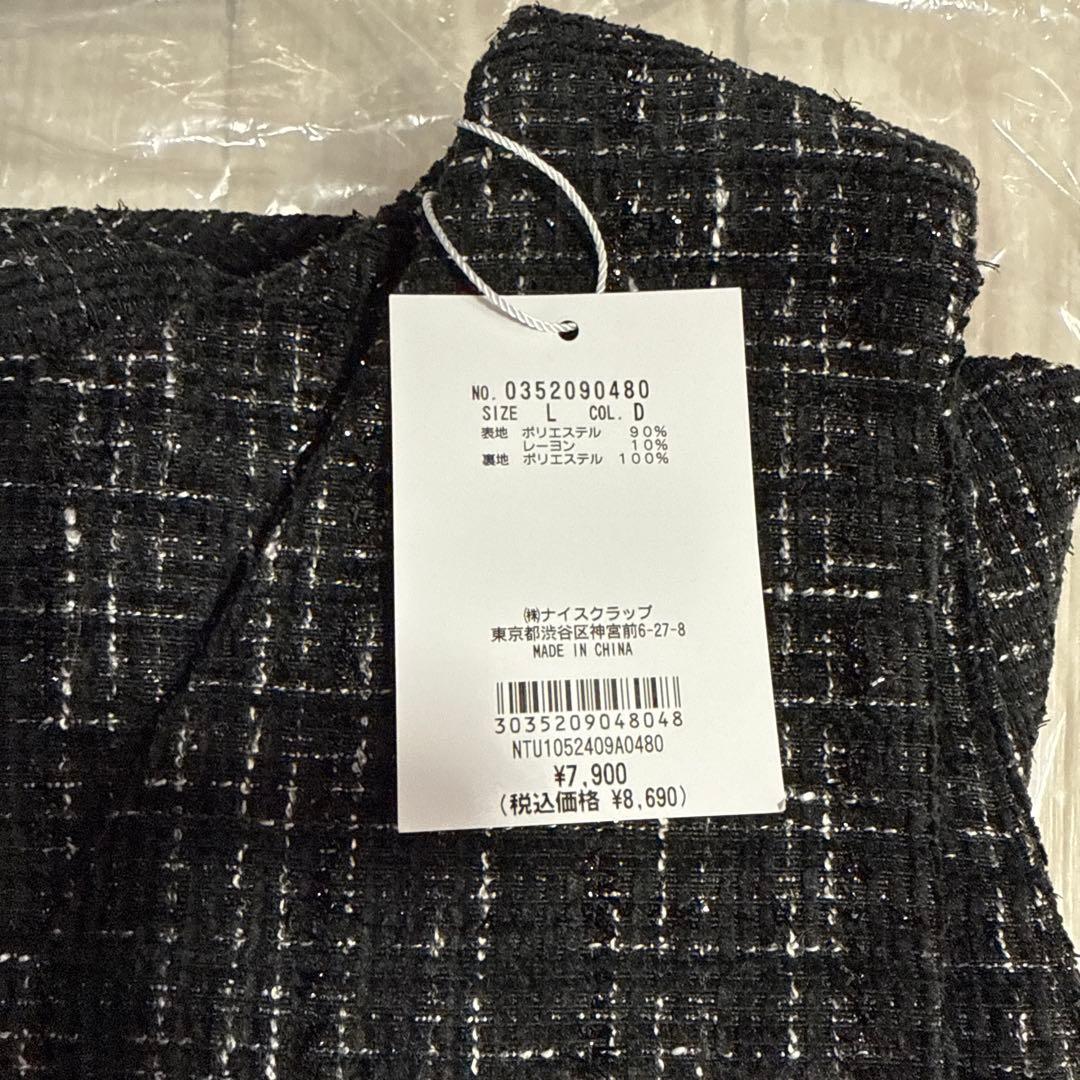 NO. 0352090480
SIZE L COL. D
表地 ポリエステル 90%
レーヨン 10%
裏地 ポリエステル 100%
㈱ナイスクラップ
東京都渋谷区神宮前6-27-8
MADE IN CHINA
3035209048048
NTU1052409A0480
¥7,900
(税込価格 ¥8,690)